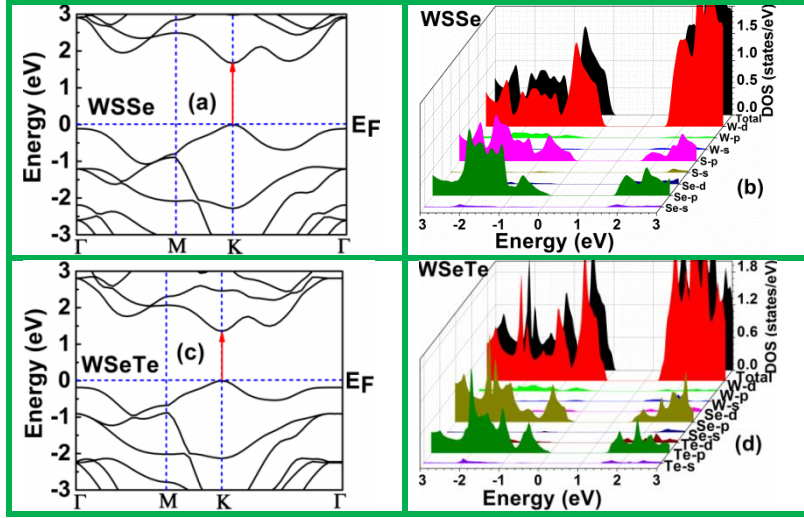 3
2
1
0
-1
-2
-3
Energy (eV)
WSSe
(a)
E_F
Γ
M
K
Γ
WSSe
1.5
1.0
0.5
0.0
DOS (states/eV)
Total
W-d
W-p
W-s
S-p
S-s
Se-d
Se-p
Se-s
(b)
3
-2
-1
0
1
2
3
Energy (eV)
3
2
1
0
-1
-2
-3
Energy (eV)
WSeTe
(c)
E_F
Γ
M
K
Γ
WSeTe
1.8
1.2
0.6
0.0
DOS (states/eV)
Total
W-d
W-p
W-s
Se-d
Se-p
Se-s
Te-d
Te-p
Te-s
(d)
3
-2
-1
0
1
2
3
Energy (eV)